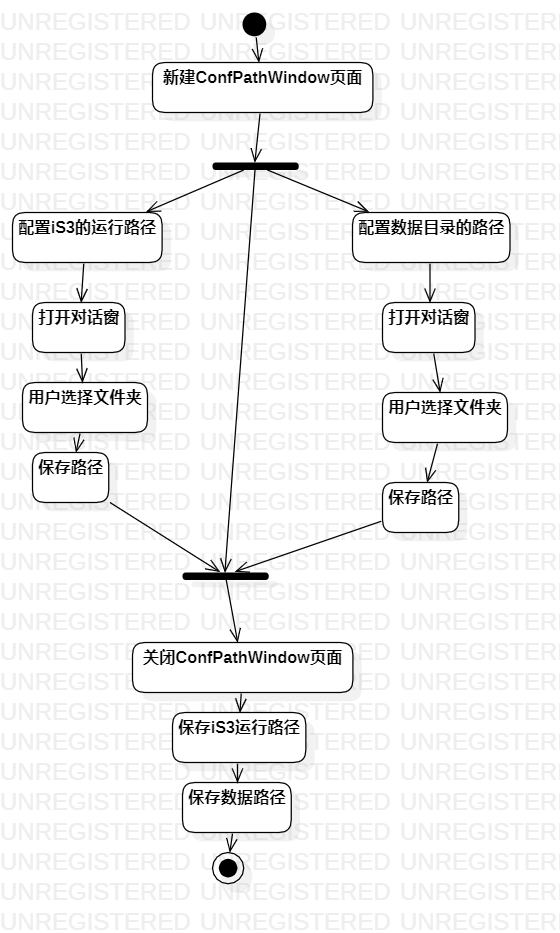 新建ConfPathWindow页面
配置iS3的运行路径
配置数据目录的路径
打开对话窗
打开对话窗
用户选择文件夹
用户选择文件夹
保存路径
保存路径
关闭ConfPathWindow页面
保存iS3运行路径
保存数据路径
UNREGISTERED UNREGISTERED UNREGISTERED